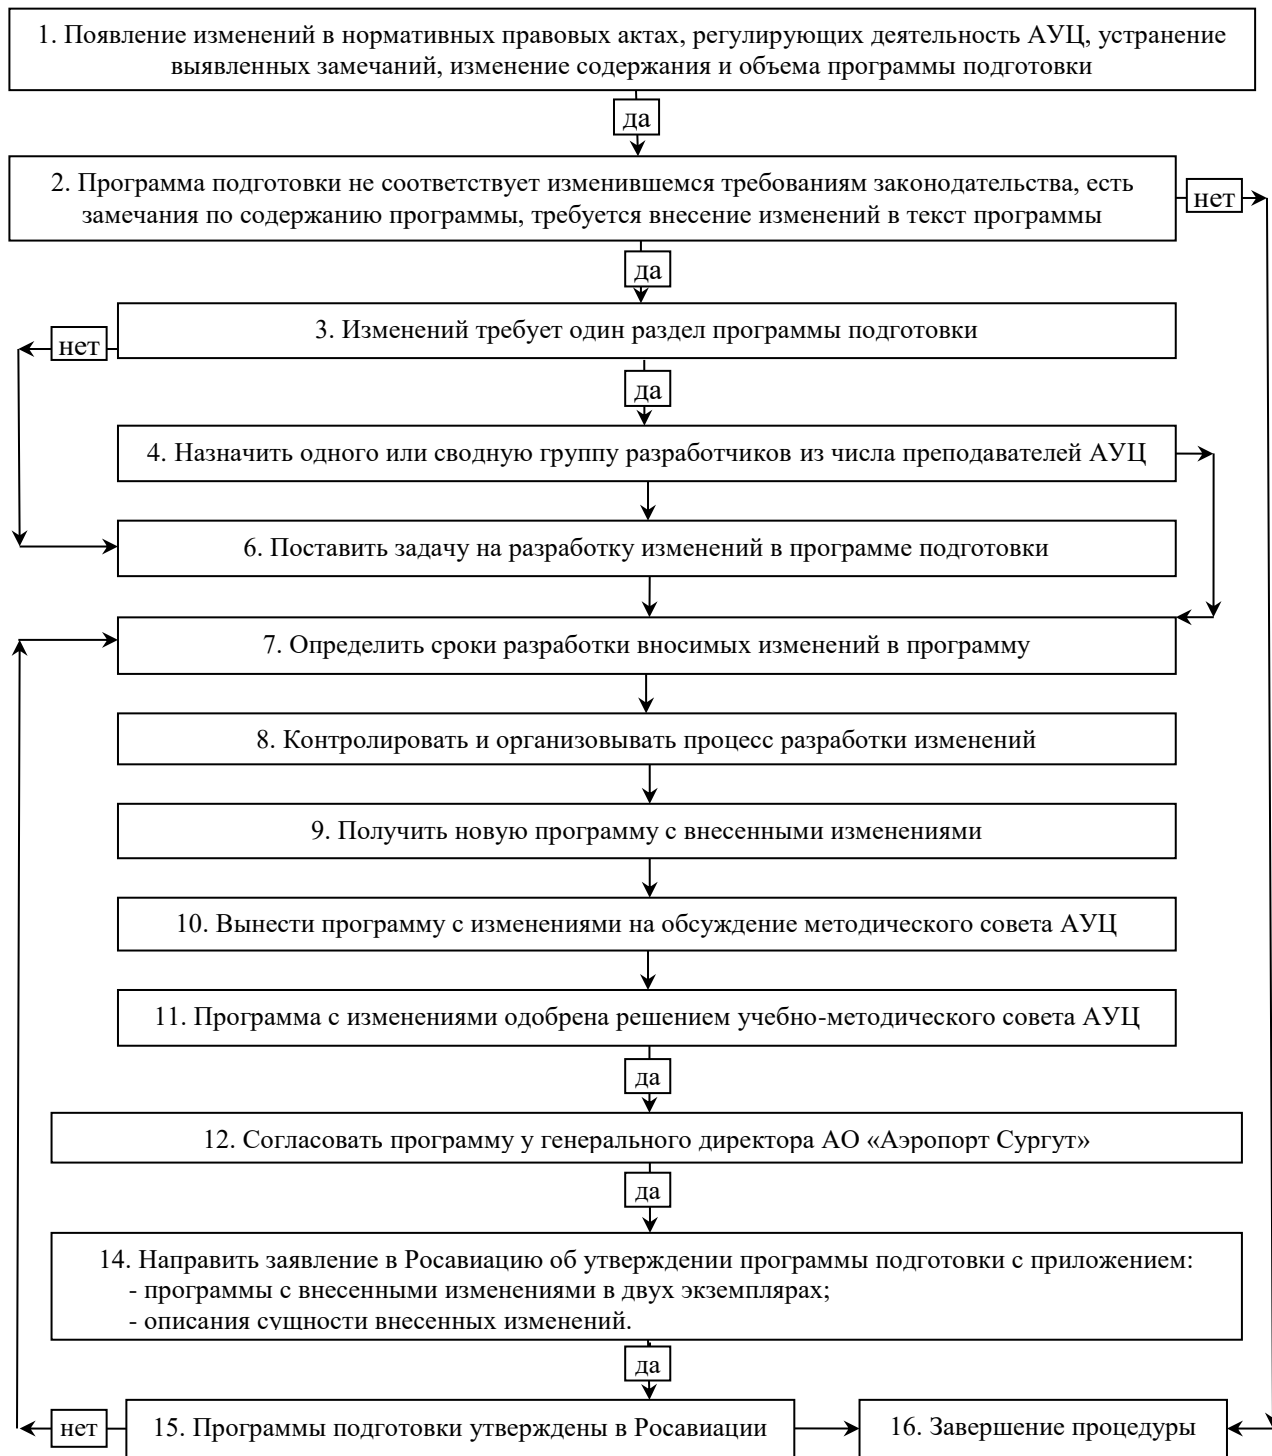 1. Появление изменений в нормативных правовых актах, регулирующих деятельность АУЦ, устранение
выявленных замечаний, изменение содержания и объема программы подготовки
да
2. Программа подготовки не соответствует изменившемся требованиям законодательства, есть
замечания по содержанию программы, требуется внесение изменений в текст программы
нет
да
3. Изменений требует один раздел программы подготовки
нет
да
4. Назначить одного или сводную группу разработчиков из числа преподавателей АУЦ
6. Поставить задачу на разработку изменений в программе подготовки
7. Определить сроки разработки вносимых изменений в программу
8. Контролировать и организовывать процесс разработки изменений
9. Получить новую программу с внесенными изменениями
10. Вынести программу с изменениями на обсуждение методического совета АУЦ
11. Программа с изменениями одобрена решением учебно-методического совета АУЦ
да
12. Согласовать программу у генерального директора АО «Аэропорт Сургут»
да
14. Направить заявление в Росавиацию об утверждении программы подготовки с приложением:
- программы с внесенными изменениями в двух экземплярах;
- описания сущности внесенных изменений.
да
нет
15. Программы подготовки утверждены в Росавиации
16. Завершение процедуры